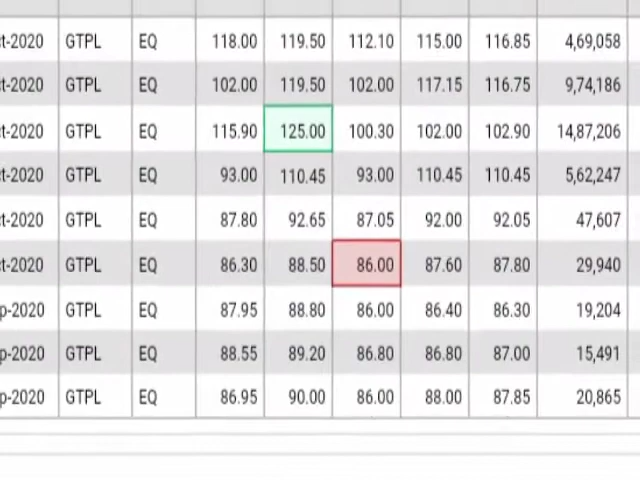 t-2020 GTPL EQ 118.00 119.50 112.10 115.00 116.85 4,69,058
t-2020 GTPL EQ 102.00 119.50 102.00 117.15 116.75 9,74,186
t-2020 GTPL EQ 115.90 125.00 100.30 102.00 102.90 14,87,206
t-2020 GTPL EQ 93.00 110.45 93.00 110.45 110.45 5,62,247
t-2020 GTPL EQ 87.80 92.65 87.05 92.00 92.05 47,607
t-2020 GTPL EQ 86.30 88.50 86.00 87.60 87.80 29,940
p-2020 GTPL EQ 87.95 88.80 86.00 86.40 86.30 19,204
p-2020 GTPL EQ 88.55 89.20 86.80 86.80 87.00 15,491
p-2020 GTPL EQ 86.95 90.00 86.00 88.00 87.85 20,865